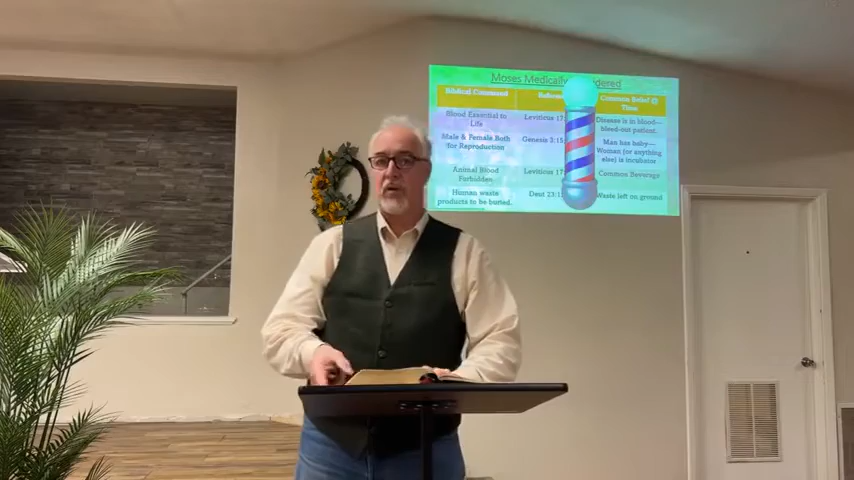 Moses Medically
Biblical Command
Common Belief @
Time
Blood Essential to
Life
Leviticus 17:
Disease is in blood—
bleed-out patient.
Male & Female Both
for Reproduction
Genesis 3:15
Man has baby—
Woman (or anything
else) is incubator
Animal Blood
Forbidden
Leviticus 17
Common Beverage
Human waste
products to be buried.
Deut 23:1
Waste left on ground